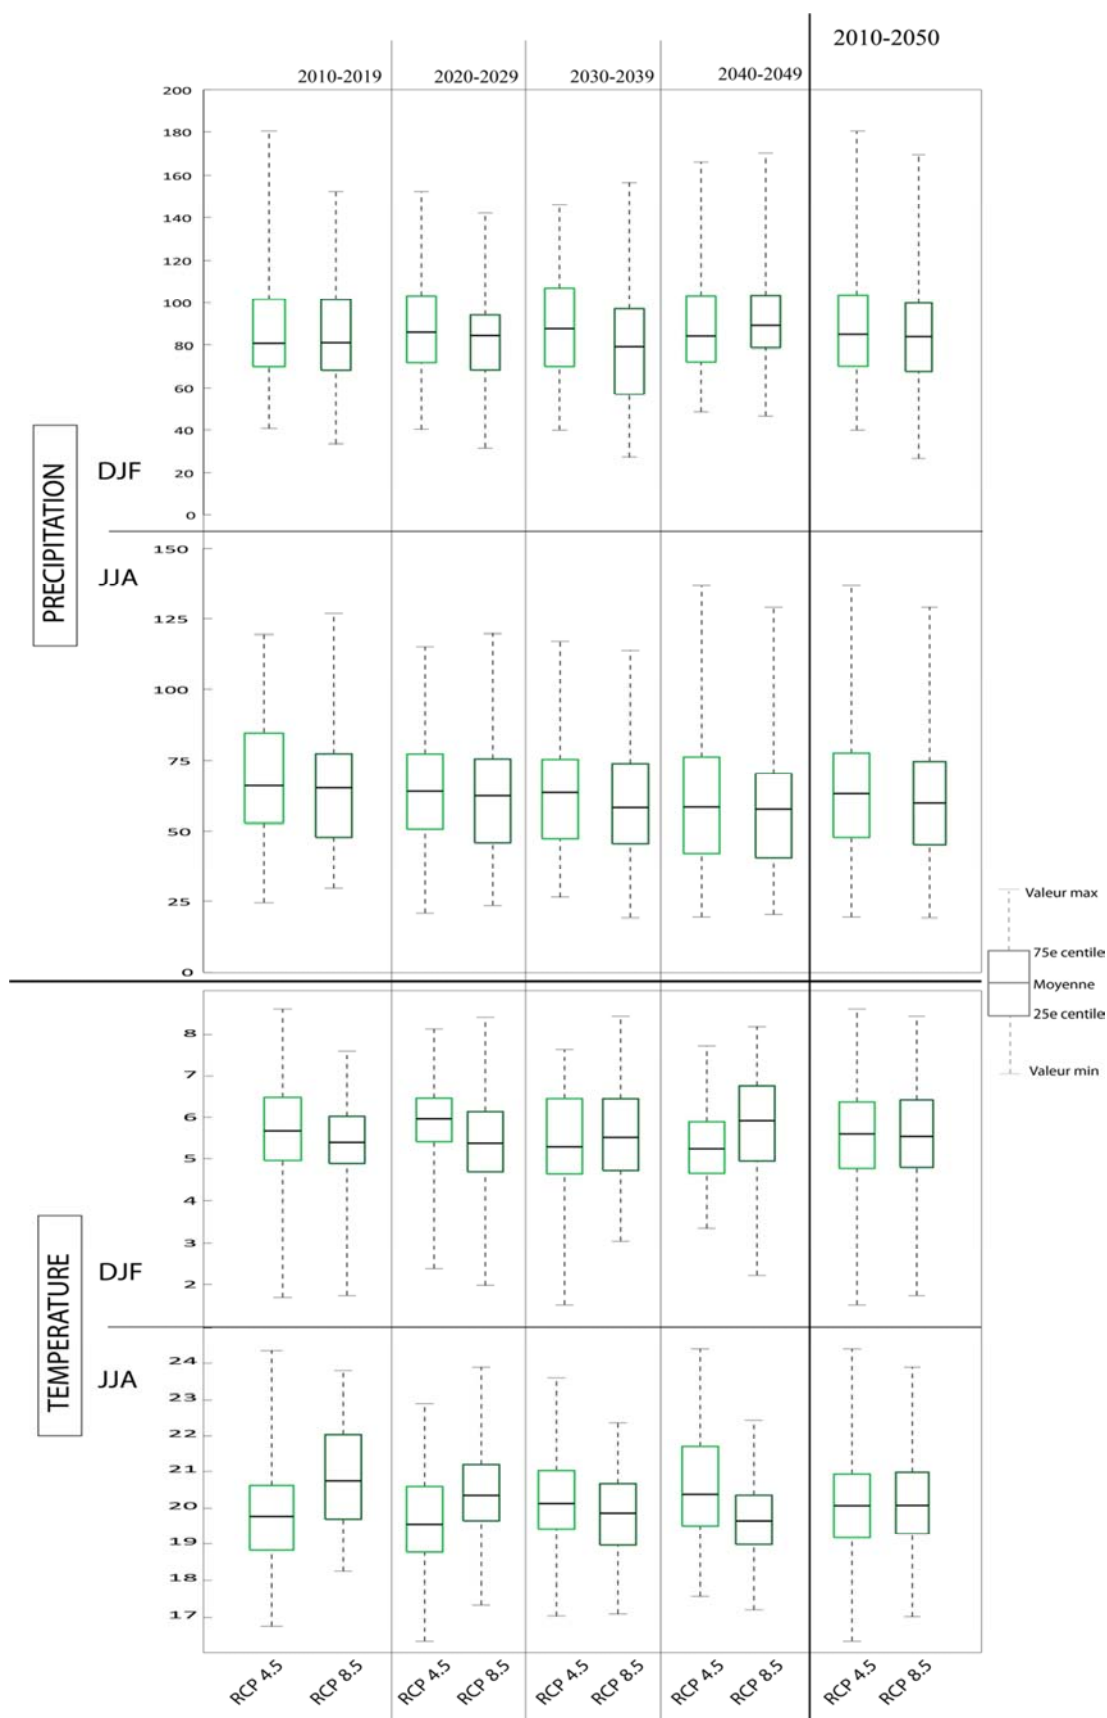 2010-2050
2010-2019
2020-2029
2030-2039
2040-2049
PRECIPITATION
DJF
200
180
160
140
120
100
80
60
40
20
0
JJA
150
125
100
75
50
25
0
Valeur max
75e centile
Moyenne
25e centile
Valeur min
TEMPERATURE
DJF
8
7
6
5
4
3
2
JJA
24
23
22
21
20
19
18
17
RCP 4.5
RCP 8.5
RCP 4.5
RCP 8.5
RCP 4.5
RCP 8.5
RCP 4.5
RCP 8.5
RCP 4.5
RCP 8.5